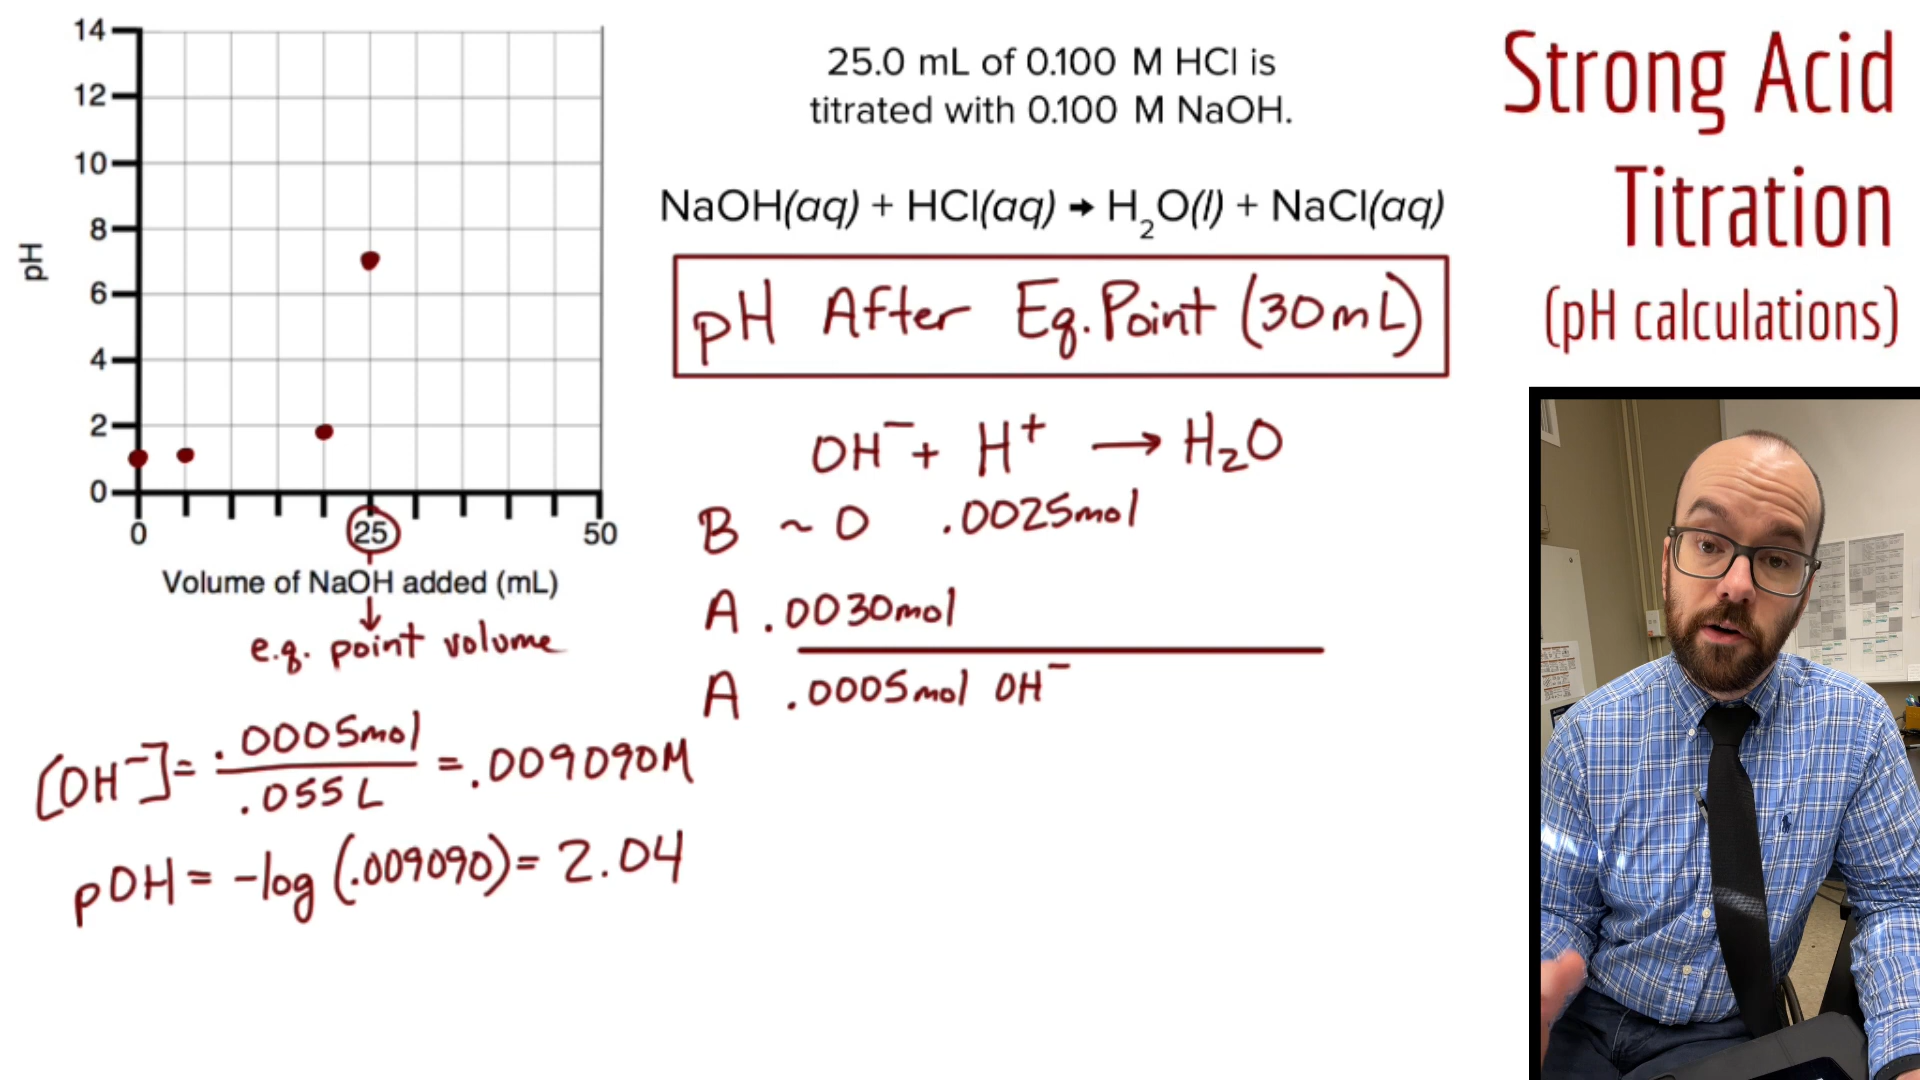 14
12
10
8
6
4
2
0
pH
0 25 50
Volume of NaOH added (mL)
e.q. point volume
25.0 mL of 0.100 M HCl is
titrated with 0.100 M NaOH.
NaOH(aq) + HCl(aq) → H₂O(l) + NaCl(aq)
pH After Eq. Point (30mL)
OH⁻ + H⁺ → H₂O
B ~0 .0025mol
A .0030mol
A .0005mol OH⁻
[OH⁻] = .0005mol / .055 L = .009090M
pOH = -log (.009090) = 2.04
Strong Acid
Titration
(pH calculations)